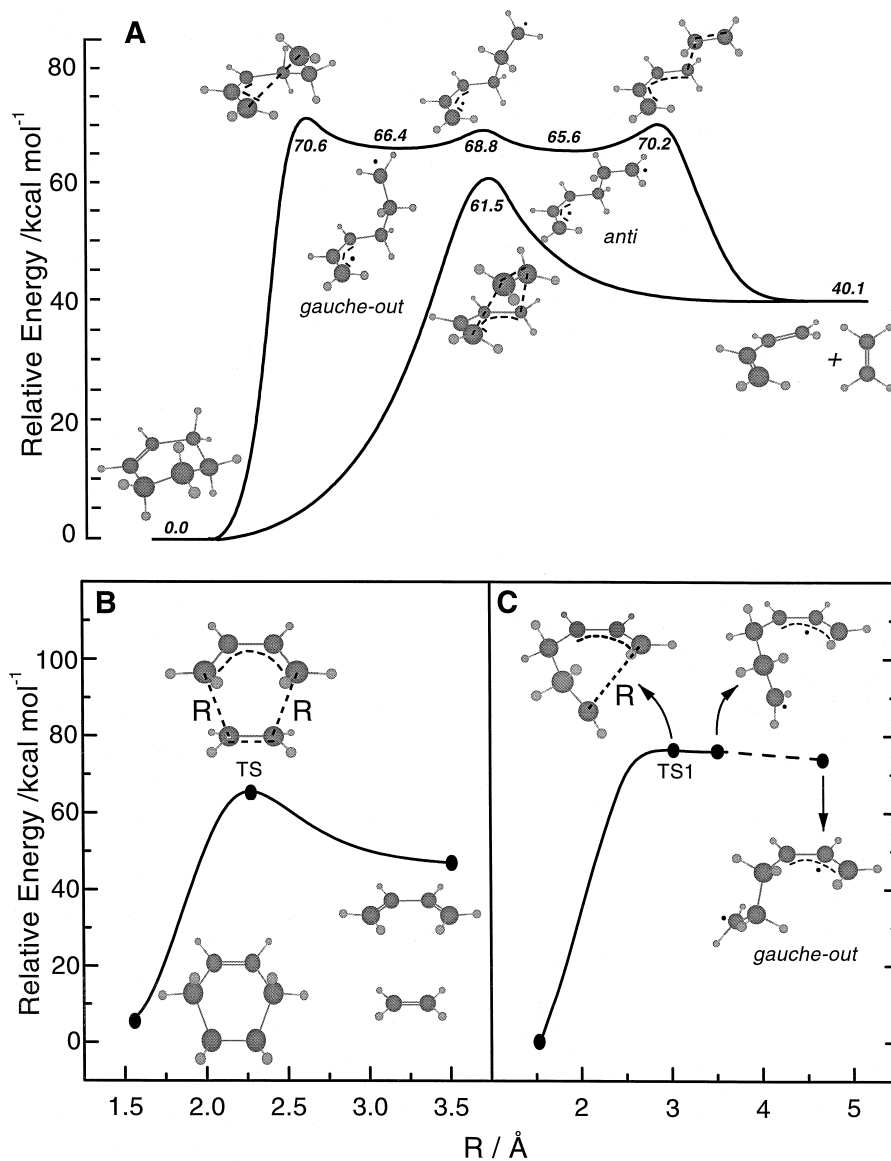 A
Relative Energy /kcal mol⁻¹
80
60
40
20
0
70.6
66.4
68.8
65.6
70.2
61.5
40.1
0.0
gauche-out
anti
+
B
Relative Energy /kcal mol⁻¹
100
80
60
40
20
0
R
R
TS
1.5
2.0
2.5
3.0
3.5
C
R
TS1
gauche-out
2
3
4
5
R / Å